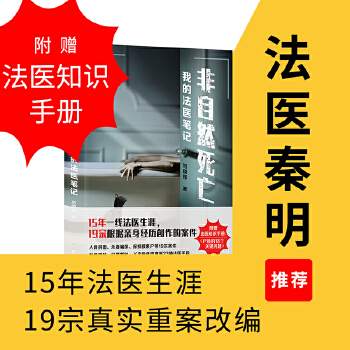 附赠
法医知识
手册
非自然死亡
我的法医笔记
15年一线法医生涯，
19宗根据亲身经历创作的案件
法医秦明
推荐
15年法医生涯
19宗真实重案改编